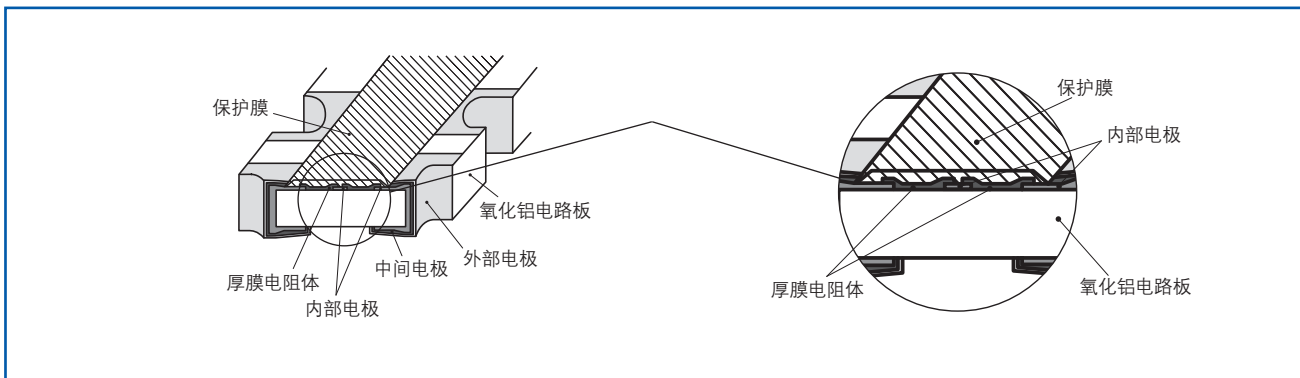 保护膜
氧化铝电路板
外部电极
中间电极
厚膜电阻体
内部电极
保护膜
内部电极
厚膜电阻体
氧化铝电路板